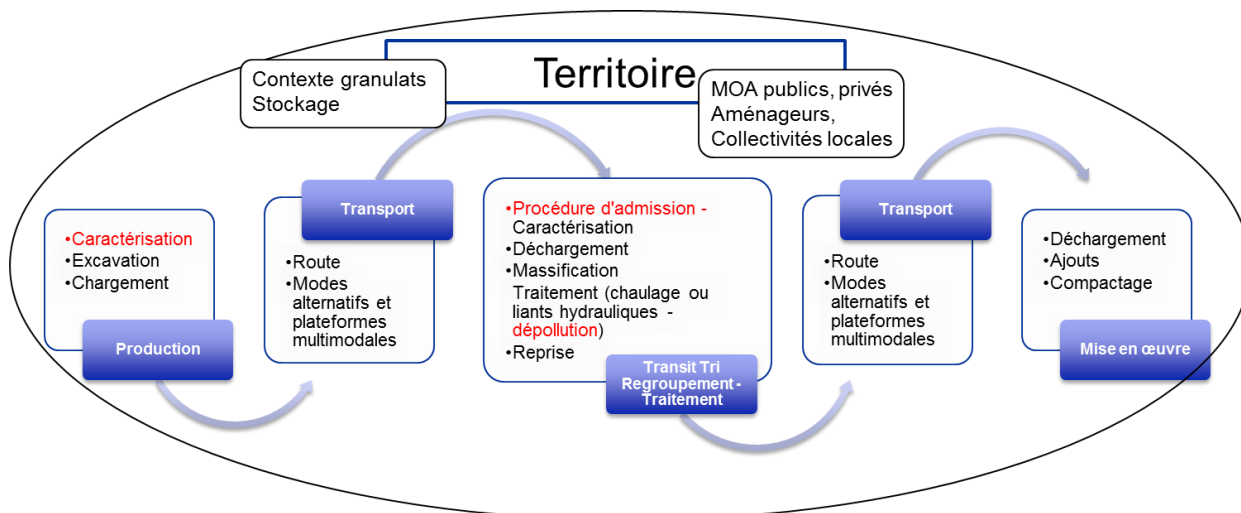 Territoire
Contexte granulats
Stockage
MOA publics, privés
Aménageurs,
Collectivités locales
•Caractérisation
•Excavation
•Chargement
Production
Transport
•Route
•Modes
alternatifs et
plateformes
multimodales
•Procédure d'admission -
Caractérisation
•Déchargement
•Massification
Traitement (chaulage ou
liants hydrauliques -
dépollution)
•Reprise
Transit Tri
Regroupement -
Traitement
Transport
•Route
•Modes
alternatifs et
plateformes
multimodales
•Déchargement
•Ajouts
•Compactage
Mise en œuvre